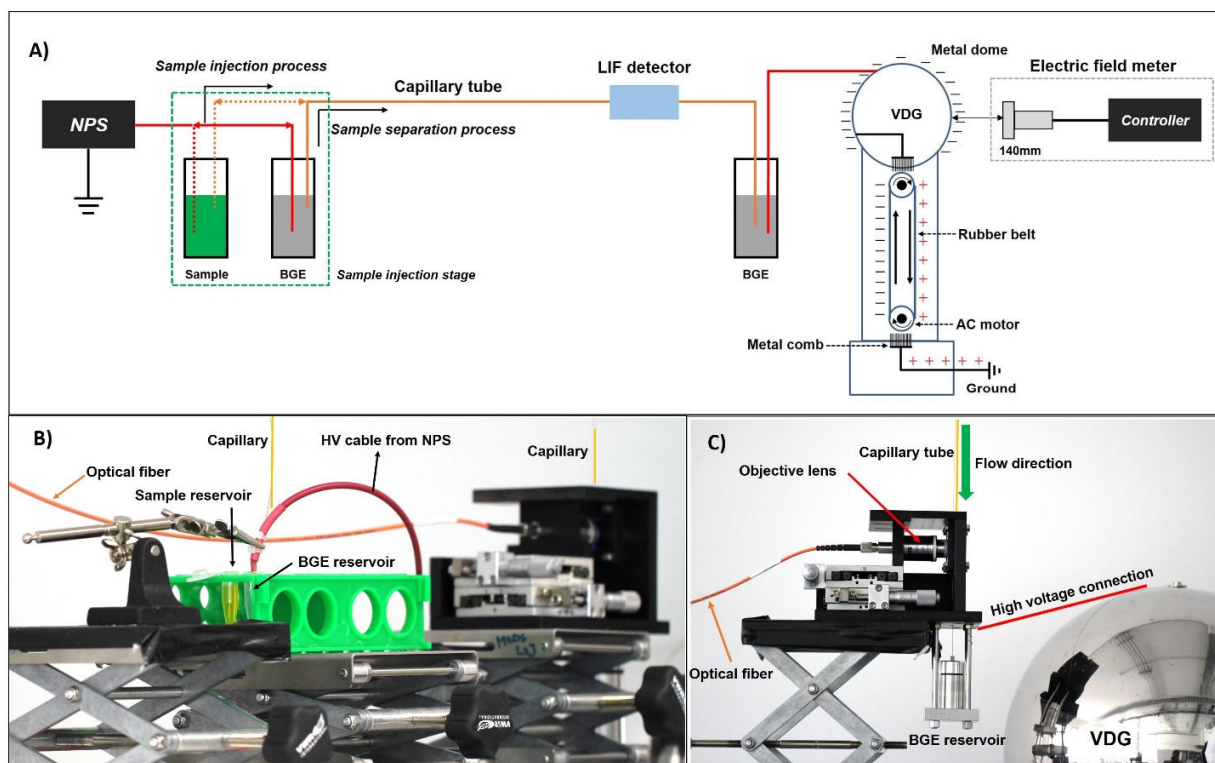 A)
Sample injection process
NPS
Capillary tube
Sample separation process
LIF detector
Metal dome
VDG
Electric field meter
Controller
140mm
Sample
BGE
Sample injection stage
BGE
Rubber belt
AC motor
Metal comb
Ground
B)
Capillary
HV cable from NPS
Capillary
Optical fiber
Sample reservoir
BGE reservoir
C)
Capillary tube
Flow direction
Objective lens
High voltage connection
Optical fiber
BGE reservoir
VDG